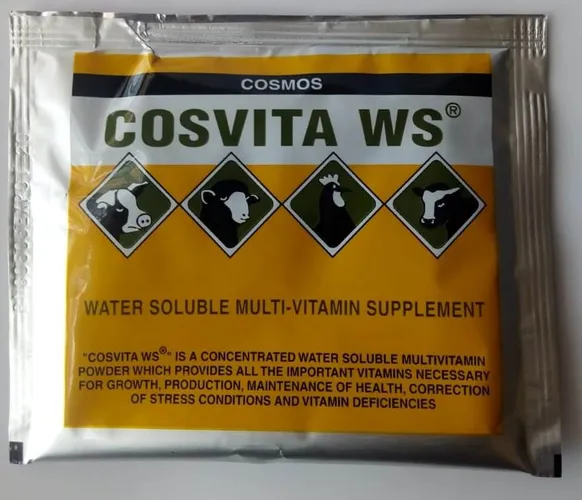 COSMOS
COSVITA WS®
WATER SOLUBLE MULTI-VITAMIN SUPPLEMENT
"COSVITA WS®" IS A CONCENTRATED WATER SOLUBLE MULTIVITAMIN
POWDER WHICH PROVIDES ALL THE IMPORTANT VITAMINS NECESSARY
FOR GROWTH, PRODUCTION, MAINTENANCE OF HEALTH, CORRECTION
OF STRESS CONDITIONS AND VITAMIN DEFICIENCIES